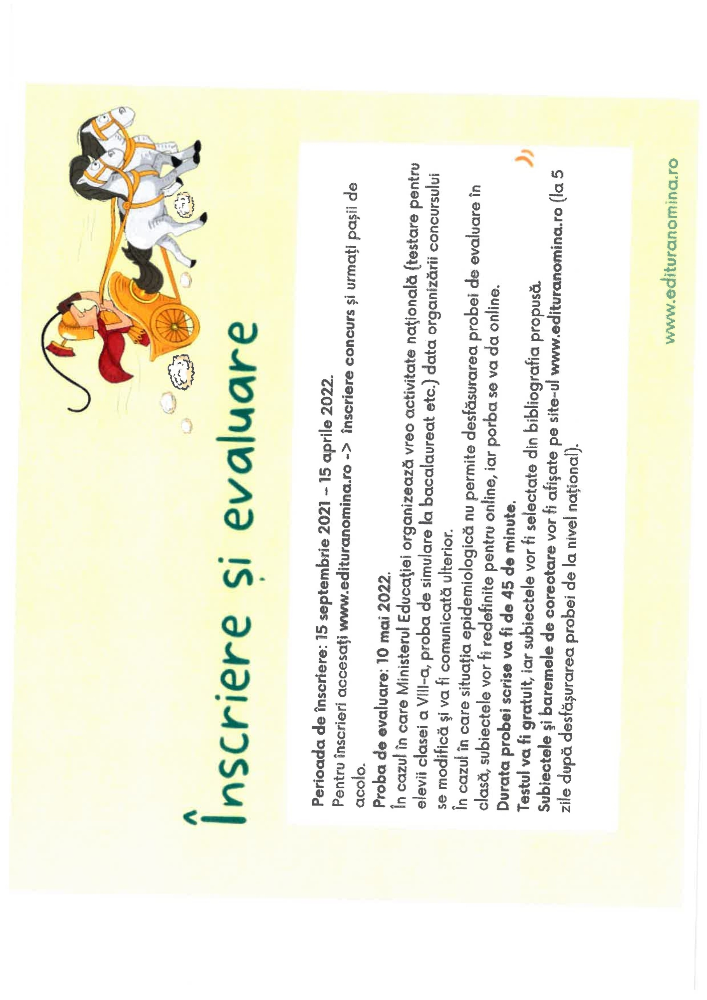 Înscriere și evaluare
Perioada de înscriere: 15 septembrie 2021 – 15 aprilie 2022.
Pentru înscrieri accesați www.edituranomina.ro -> înscriere concurs și urmați pașii de
acolo.
Proba de evaluare: 10 mai 2022.
În cazul în care Ministerul Educaţiei organizează vreo activitate naţională (testare pentru
elevii clasei a VIII-a, proba de simulare la bacalaureat etc.) data organizării concursului
se modifică şi va fi comunicată ulterior.
În cazul în care situația epidemiologică nu permite desfăsurarea probei de evaluare în
clasă, subiectele vor fi redefinite pentru online, iar porba se va da online.
Durata probei scrise va fi de 45 de minute.
Testul va fi gratuit, iar subiectele vor fi selectate din bibliografia propusă.
Subiectele şi baremele de corectare vor fi afişate pe site-ul www.edituranomina.ro (la 5
zile după desfășurarea probei de la nivel național).
www.edituranomina.ro